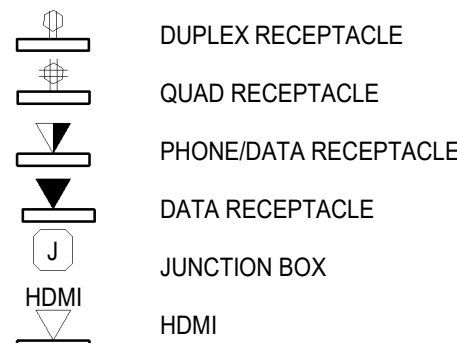 DUPLEX RECEPTACLE
QUAD RECEPTACLE
PHONE/DATA RECEPTACLE
DATA RECEPTACLE
J JUNCTION BOX
HDMI
HDMI